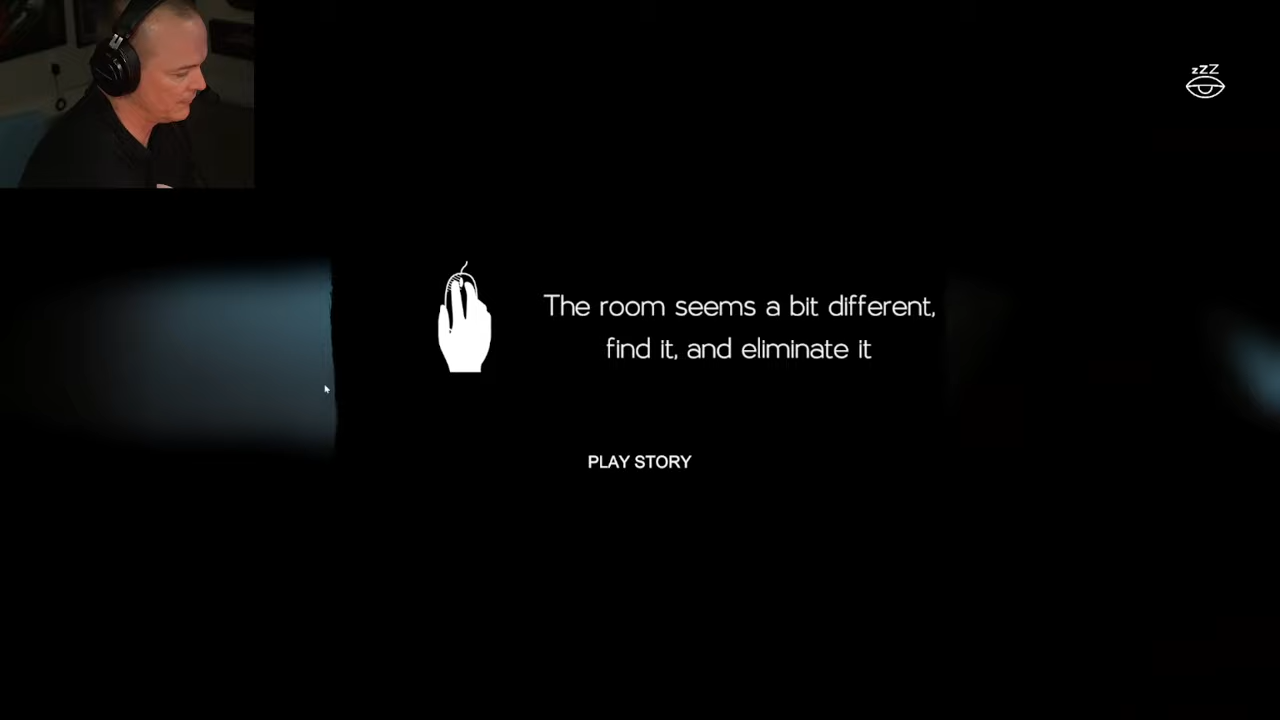 zZZ
The room seems a bit different,
find it, and eliminate it
PLAY STORY